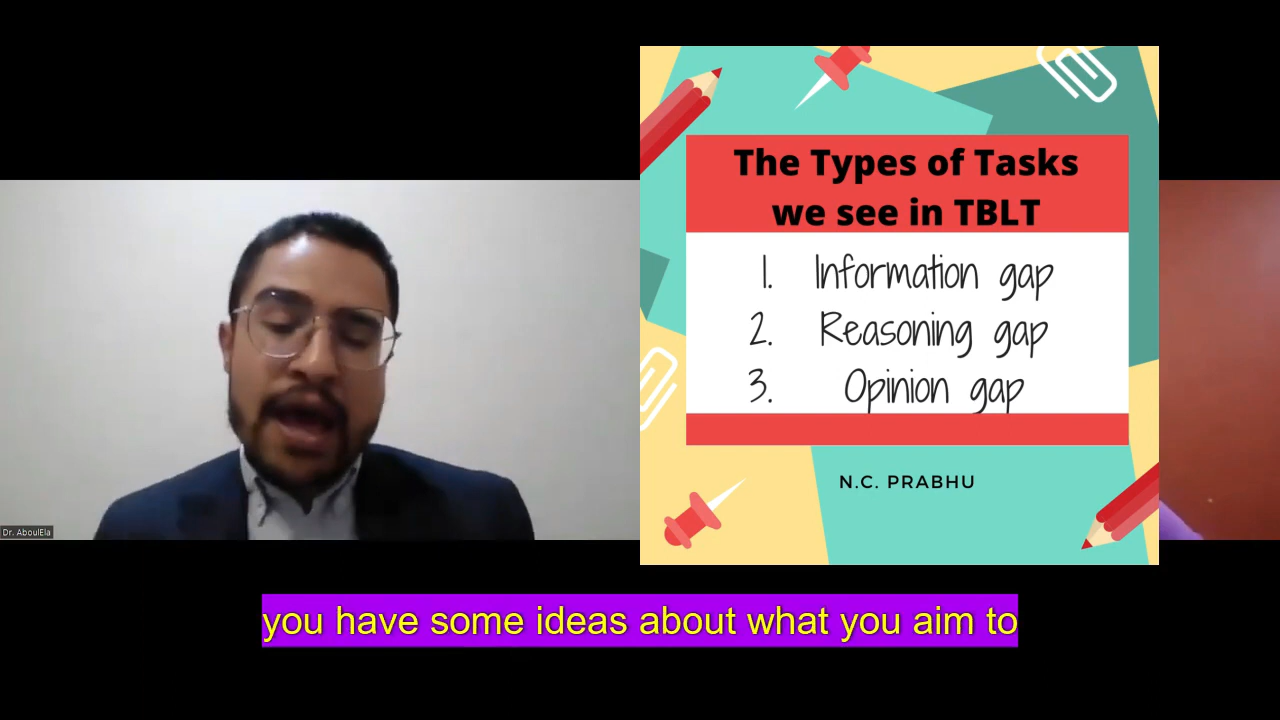 The Types of Tasks
we see in TBLT
1. Information gap
2. Reasoning gap
3. Opinion gap
N.C. PRABHU
Dr. AboulEla
you have some ideas about what you aim to